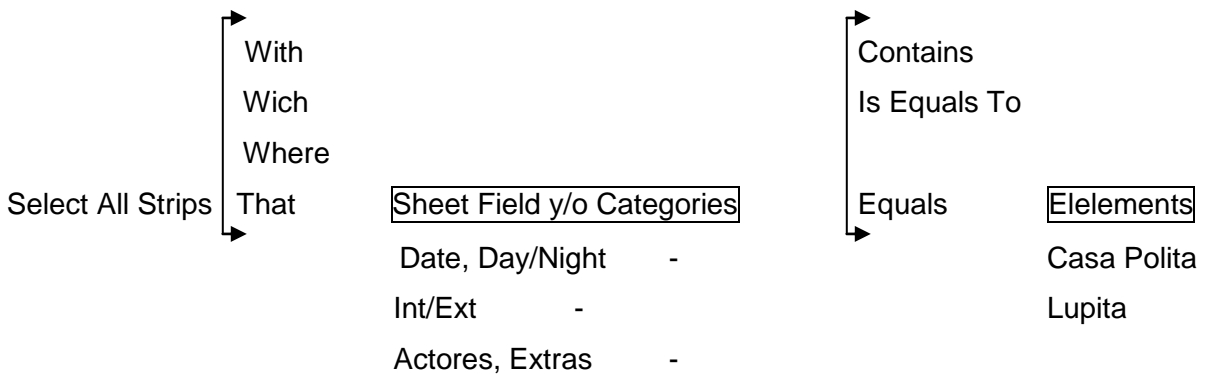 With Contains
Wich Is Equals To
Where
Select All Strips That Sheet Field y/o Categories Equals Elelements
Date, Day/Night - Casa Polita
Int/Ext - Lupita
Actores, Extras -